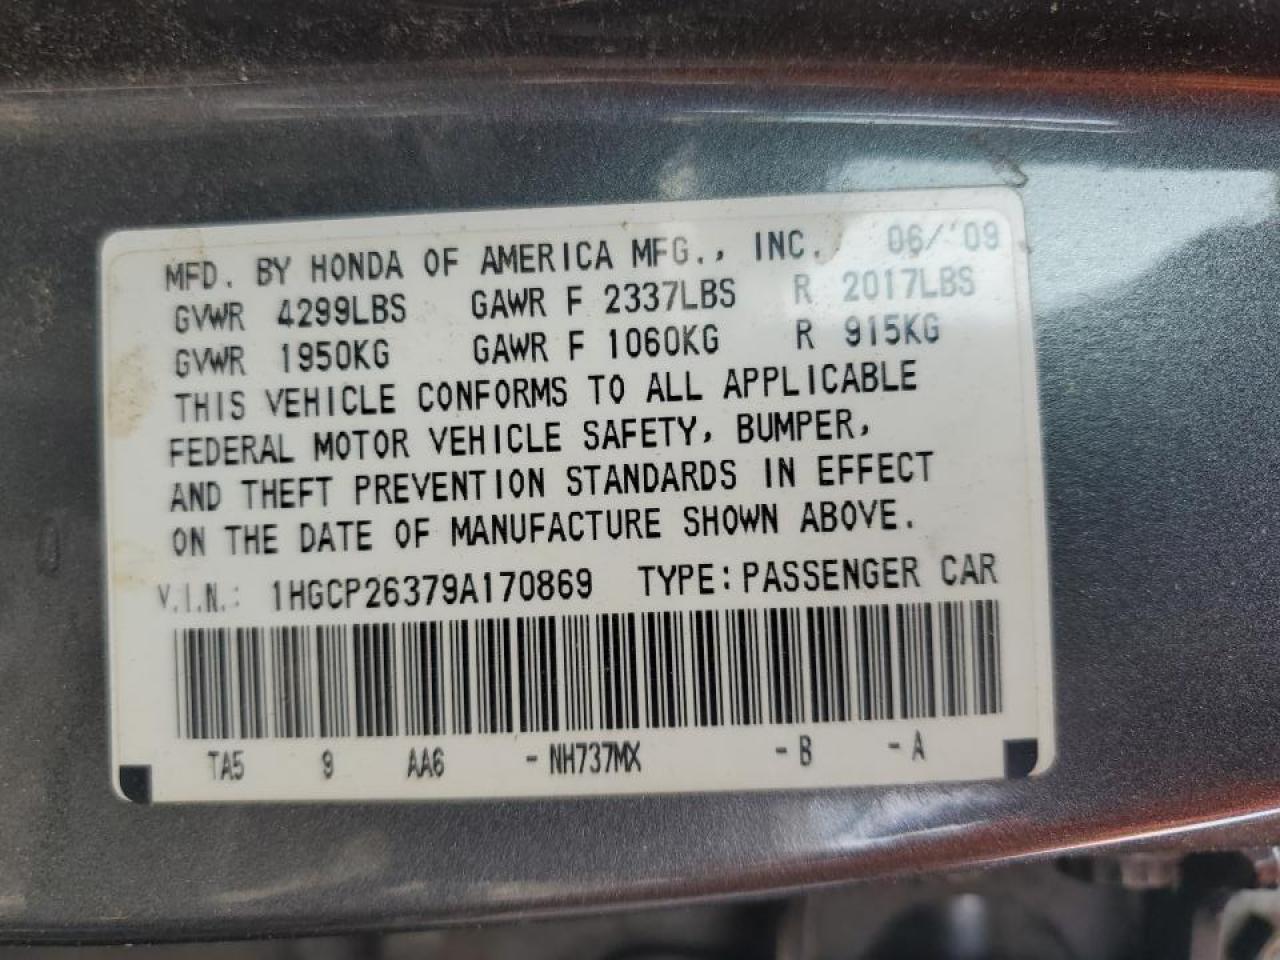 MFD. BY HONDA OF AMERICA MFG., INC. 06/'09
GVWR 4299LBS GAWR F 2337LBS R 2017LBS
GVWR 1950KG GAWR F 1060KG R 915KG
THIS VEHICLE CONFORMS TO ALL APPLICABLE
FEDERAL MOTOR VEHICLE SAFETY, BUMPER,
AND THEFT PREVENTION STANDARDS IN EFFECT
ON THE DATE OF MANUFACTURE SHOWN ABOVE.
V.I.N.: 1HGCP26379A170869 TYPE:PASSENGER CAR
TA5 9 AA6 -NH737MX -B -A